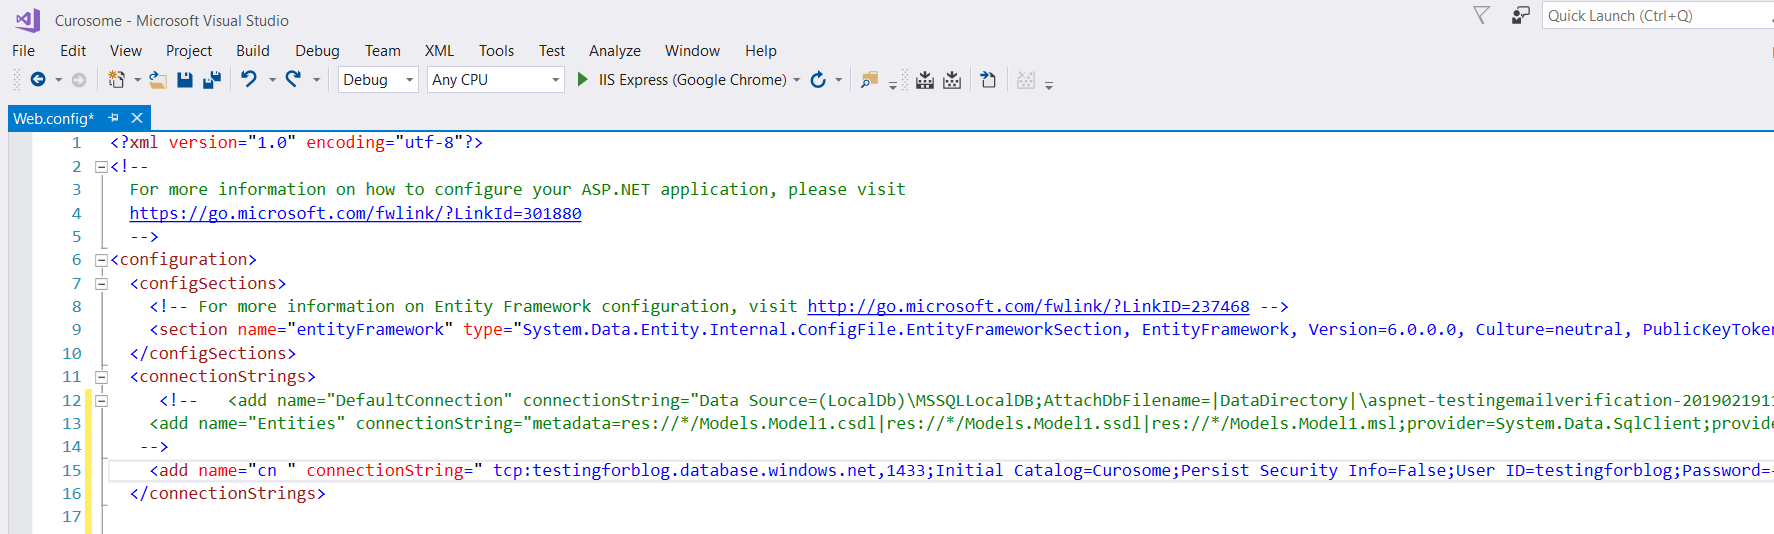 Curosome - Microsoft Visual Studio
Quick Launch (Ctrl+Q)
File Edit View Project Build Debug Team XML Tools Test Analyze Window Help
Debug Any CPU IIS Express (Google Chrome)
Web.config*
1 <?xml version="1.0" encoding="utf-8"?>
2 <!--
3 For more information on how to configure your ASP.NET application, please visit
4 https://go.microsoft.com/fwlink/?LinkId=301880
5 -->
6 <configuration>
7 <configSections>
8 <!-- For more information on Entity Framework configuration, visit http://go.microsoft.com/fwlink/?LinkID=237468 -->
9 <section name="entityFramework" type="System.Data.Entity.Internal.ConfigFile.EntityFrameworkSection, EntityFramework, Version=6.0.0.0, Culture=neutral, PublicKeyToken
10 </configSections>
11 <connectionStrings>
12 <!-- <add name="DefaultConnection" connectionString="Data Source=(LocalDb)\MSSQLLocalDB;AttachDbFilename=|DataDirectory|\aspnet-testingemailverification-2019021911
13 <add name="Entities" connectionString="metadata=res://*/Models.Model1.csdl|res://*/Models.Model1.ssdl|res://*/Models.Model1.msl;provider=System.Data.SqlClient;provide
14 -->
15 <add name="cn " connectionString=" tcp:testingforblog.database.windows.net,1433;Initial Catalog=Curosome;Persist Security Info=False;User ID=testingforblog;Password=
16 </connectionStrings>
17